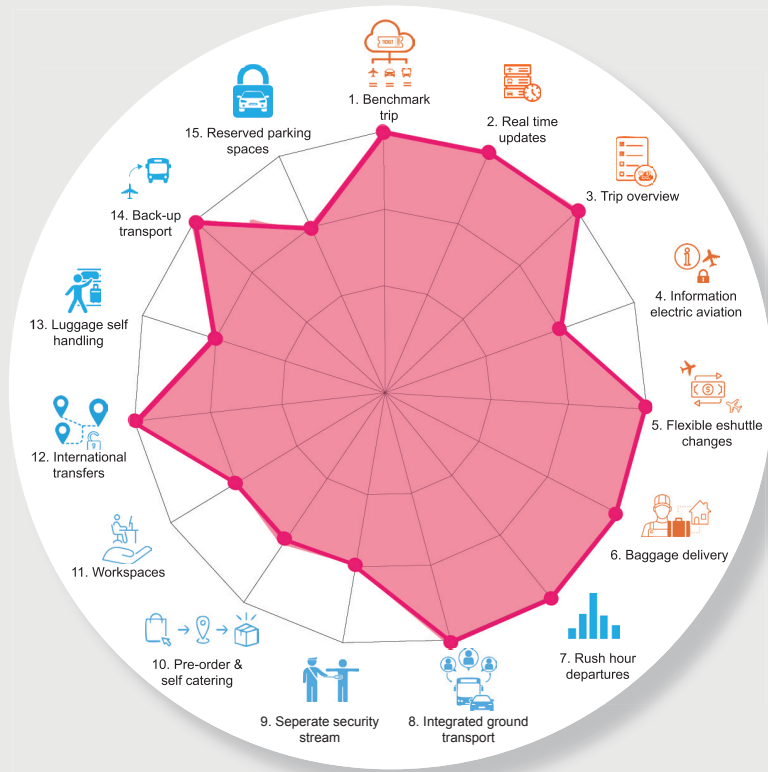 TICKET
1. Benchmark
trip
2. Real time
updates
3. Trip overview
4. Information
electric aviation
5. Flexible eshuttle
changes
6. Baggage delivery
7. Rush hour
departures
8. Integrated ground
transport
9. Seperate security
stream
10. Pre-order &
self catering
11. Workspaces
12. International
transfers
13. Luggage self
handling
14. Back-up
transport
15. Reserved parking
spaces